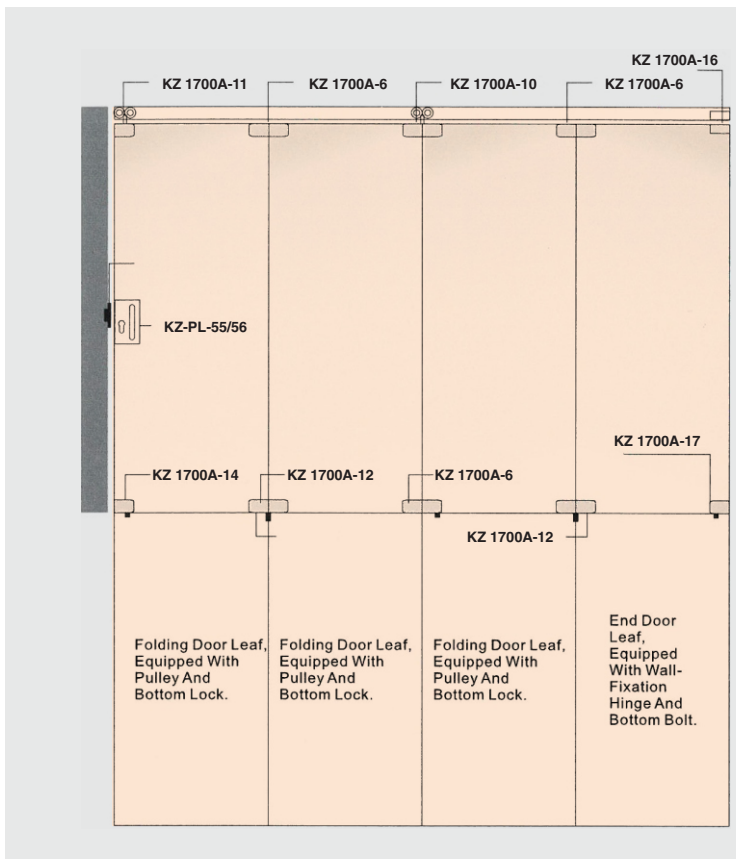 KZ 1700A-16
KZ 1700A-11
KZ 1700A-6
KZ 1700A-10
KZ 1700A-6
KZ-PL-55/56
KZ 1700A-17
KZ 1700A-14
KZ 1700A-12
KZ 1700A-6
KZ 1700A-12
Folding Door Leaf,
Equipped With
Pulley And
Bottom Lock.
Folding Door Leaf,
Equipped With
Pulley And
Bottom Lock.
Folding Door Leaf,
Equipped With
Pulley And
Bottom Lock.
End Door
Leaf,
Equipped
With Wall-
Fixation
Hinge And
Bottom Bolt.